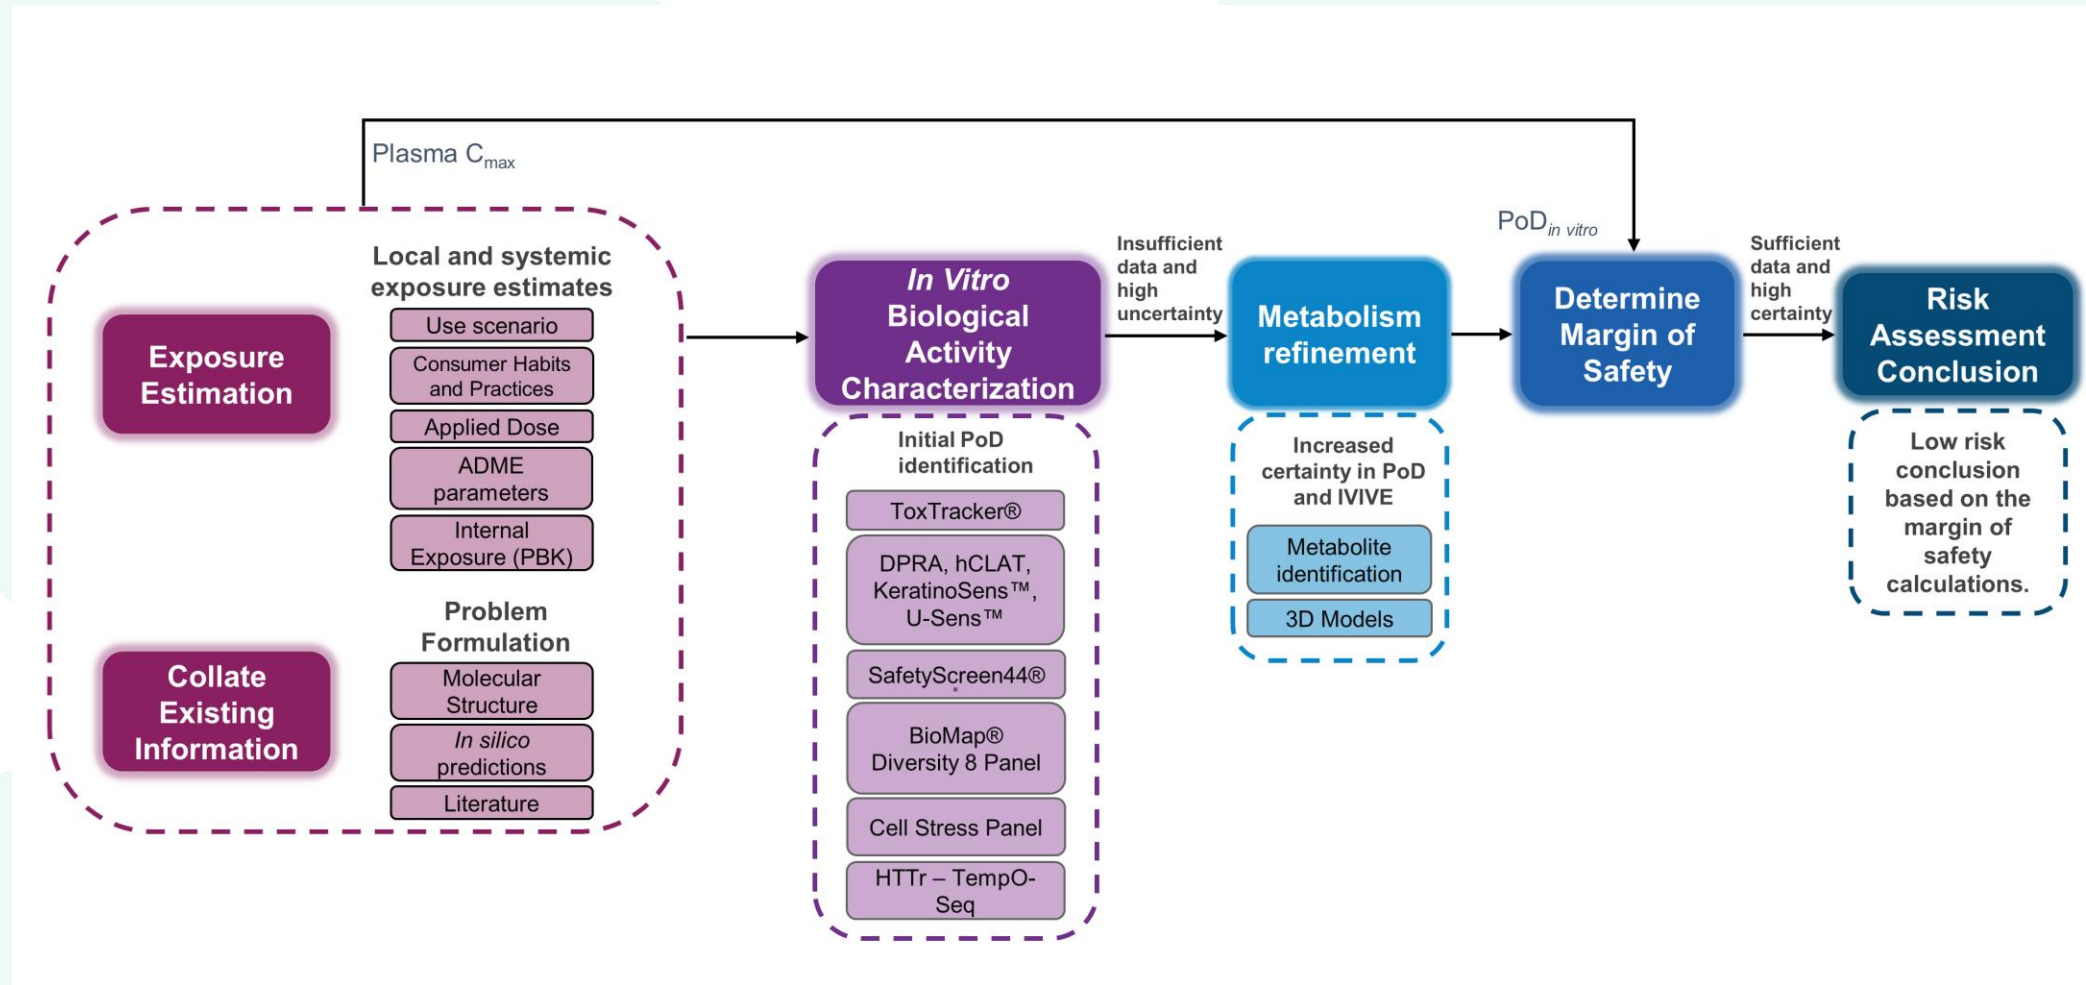 Plasma Cmax
Local and systemic
exposure estimates
Exposure
Estimation
Use scenario
Consumer Habits
and Practices
Applied Dose
ADME
parameters
Internal
Exposure (PBK)
Problem
Formulation
Collate
Existing
Information
Molecular
Structure
In silico
predictions
Literature
In Vitro
Biological
Activity
Characterization
Initial PoD
identification
ToxTracker®
DPRA, hCLAT,
KeratinoSens™,
U-Sens™
SafetyScreen44®
BioMap®
Diversity 8 Panel
Cell Stress Panel
HTTr – TempO-
Seq
Insufficient
data and
high
uncertainty
Metabolism
refinement
Increased
certainty in PoD
and IVIVE
Metabolite
identification
3D Models
PoDin vitro
Determine
Margin of
Safety
Sufficient
data and
high
certainty
Risk
Assessment
Conclusion
Low risk
conclusion
based on the
margin of
safety
calculations.